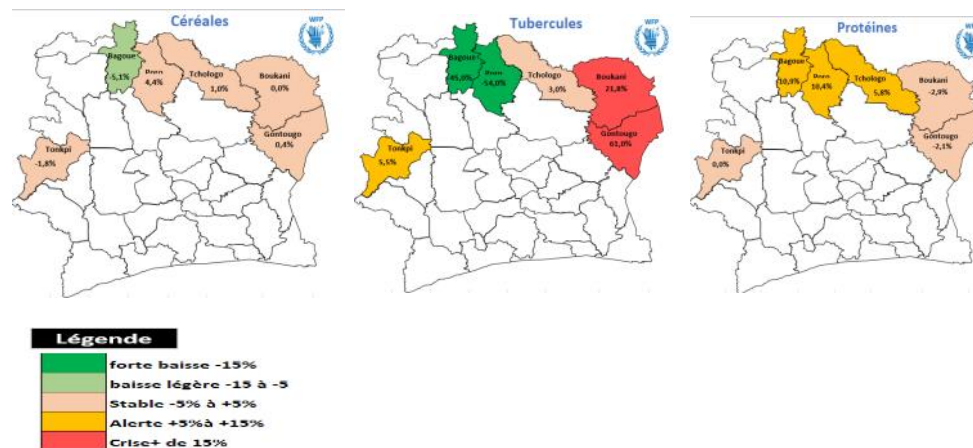 Céréales
WFP
Bagoue
-5,1%
Poro
4,4%
Tchologo
1,0%
Boukani
0,0%
Gontougo
0,4%
Tonkpi
-1,8%
Tubercules
WFP
Bagoue
-45,0%
Poro
-54,0%
Tchologo
3,0%
Boukani
21,8%
Gontougo
61,0%
Tonkpi
5,5%
Protéines
WFP
Bagoue
10,9%
Poro
10,4%
Tchologo
5,8%
Boukani
-2,9%
Gontougo
-2,1%
Tonkpi
0,0%
Légende
forte baisse -15%
baisse légère -15 à -5
Stable -5% à +5%
Alerte +5%à +15%
Crise+ de 15%